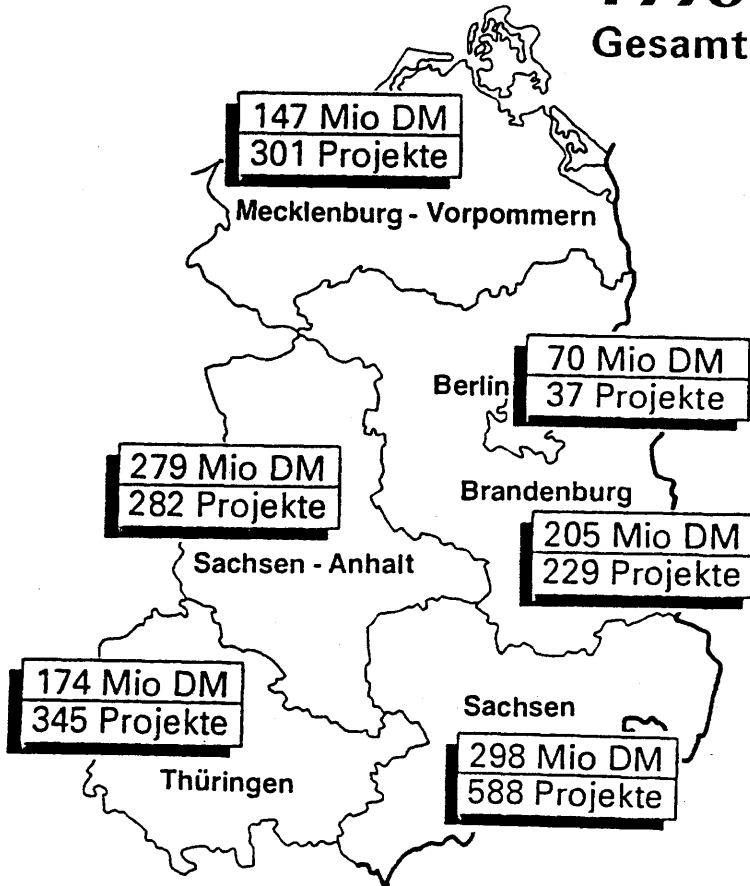 Gesamt
147 Mio DM
301 Projekte
Mecklenburg - Vorpommern
70 Mio DM
37 Projekte
Berlin
279 Mio DM
282 Projekte
Brandenburg
205 Mio DM
229 Projekte
Sachsen - Anhalt
174 Mio DM
345 Projekte
Sachsen
298 Mio DM
588 Projekte
Thüringen